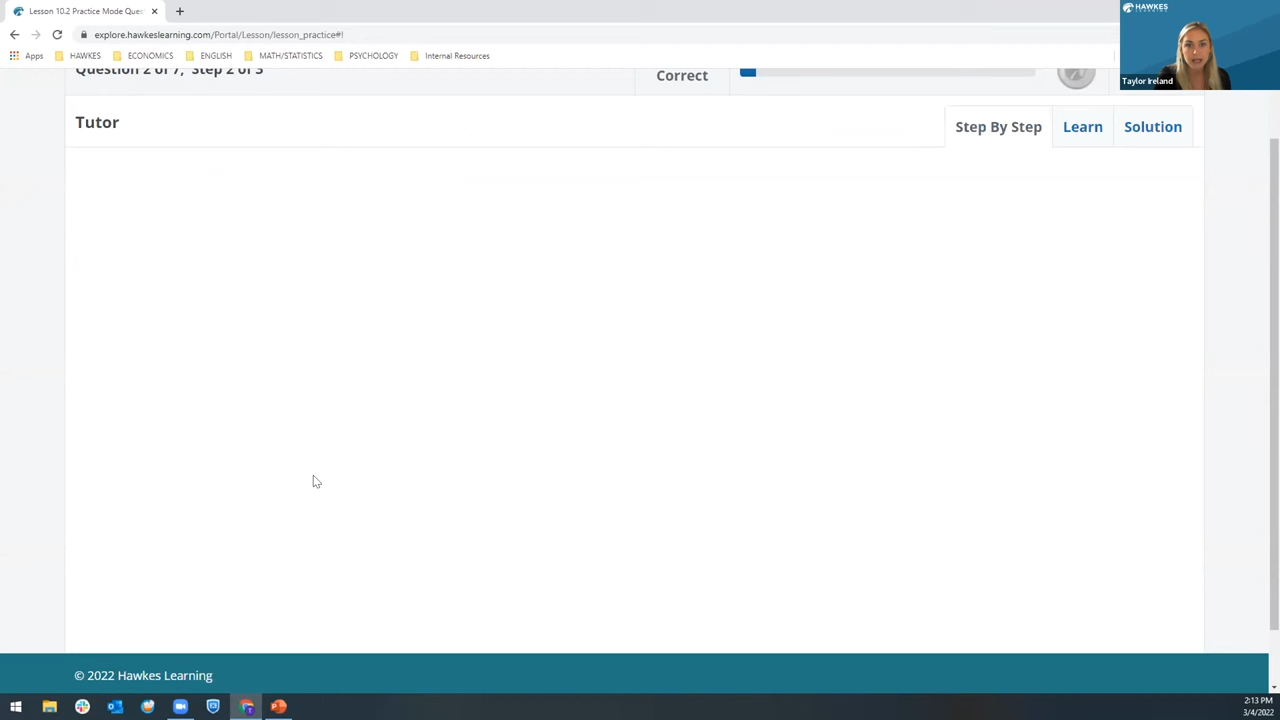 Lesson 10.2 Practice Mode Ques
HAWKES
LEARNING
explore.hawkeslearning.com/Portal/Lesson/lesson_practice#!
Apps HAWKES ECONOMICS ENGLISH MATH/STATISTICS PSYCHOLOGY Internal Resources
Taylor Ireland
Question 2 of 7, Step 2 of 3
Correct
Tutor
Step By Step Learn Solution
© 2022 Hawkes Learning
2:13 PM
3/4/2022